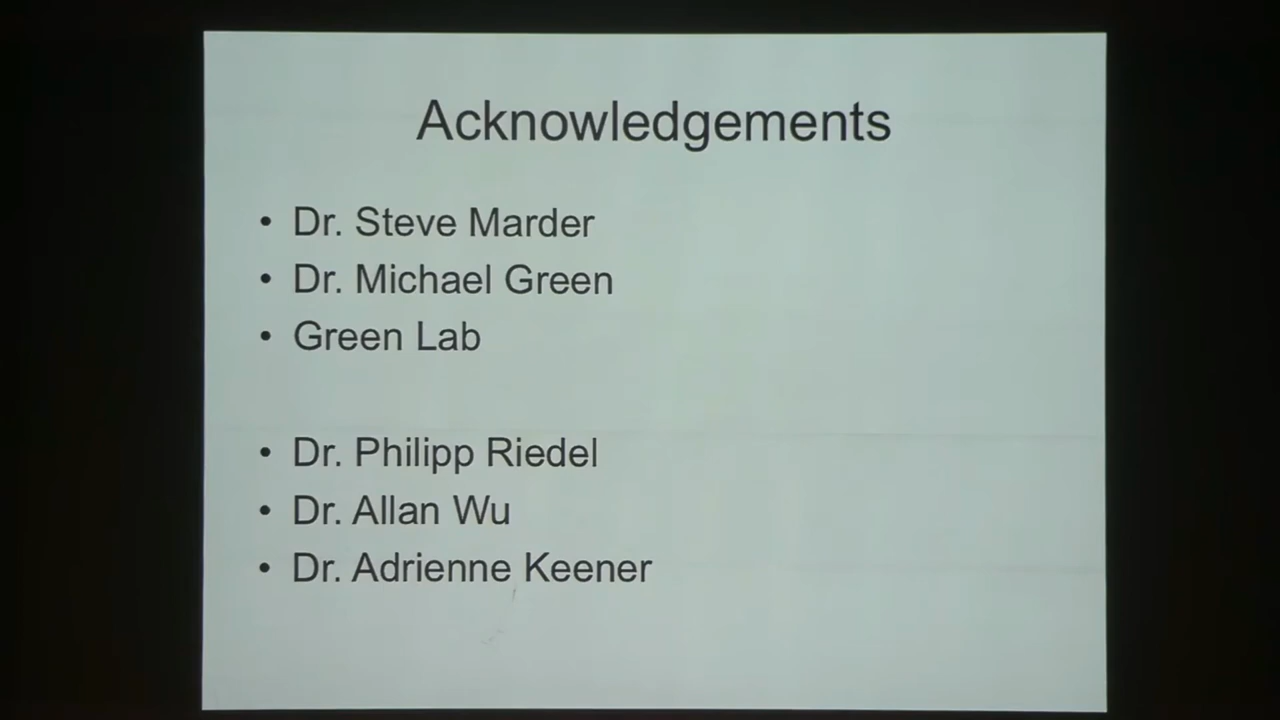 Acknowledgements
• Dr. Steve Marder
• Dr. Michael Green
• Green Lab
• Dr. Philipp Riedel
• Dr. Allan Wu
• Dr. Adrienne Keener